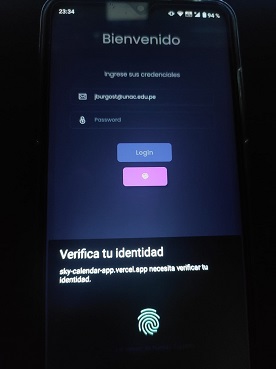 23:34
94 %
Bienvenido
Ingrese sus credenciales
jburgost@unac.edu.pe
Password
Login
Verifica tu identidad
sky-calendar-app.vercel.app necesita verificar tu
identidad.